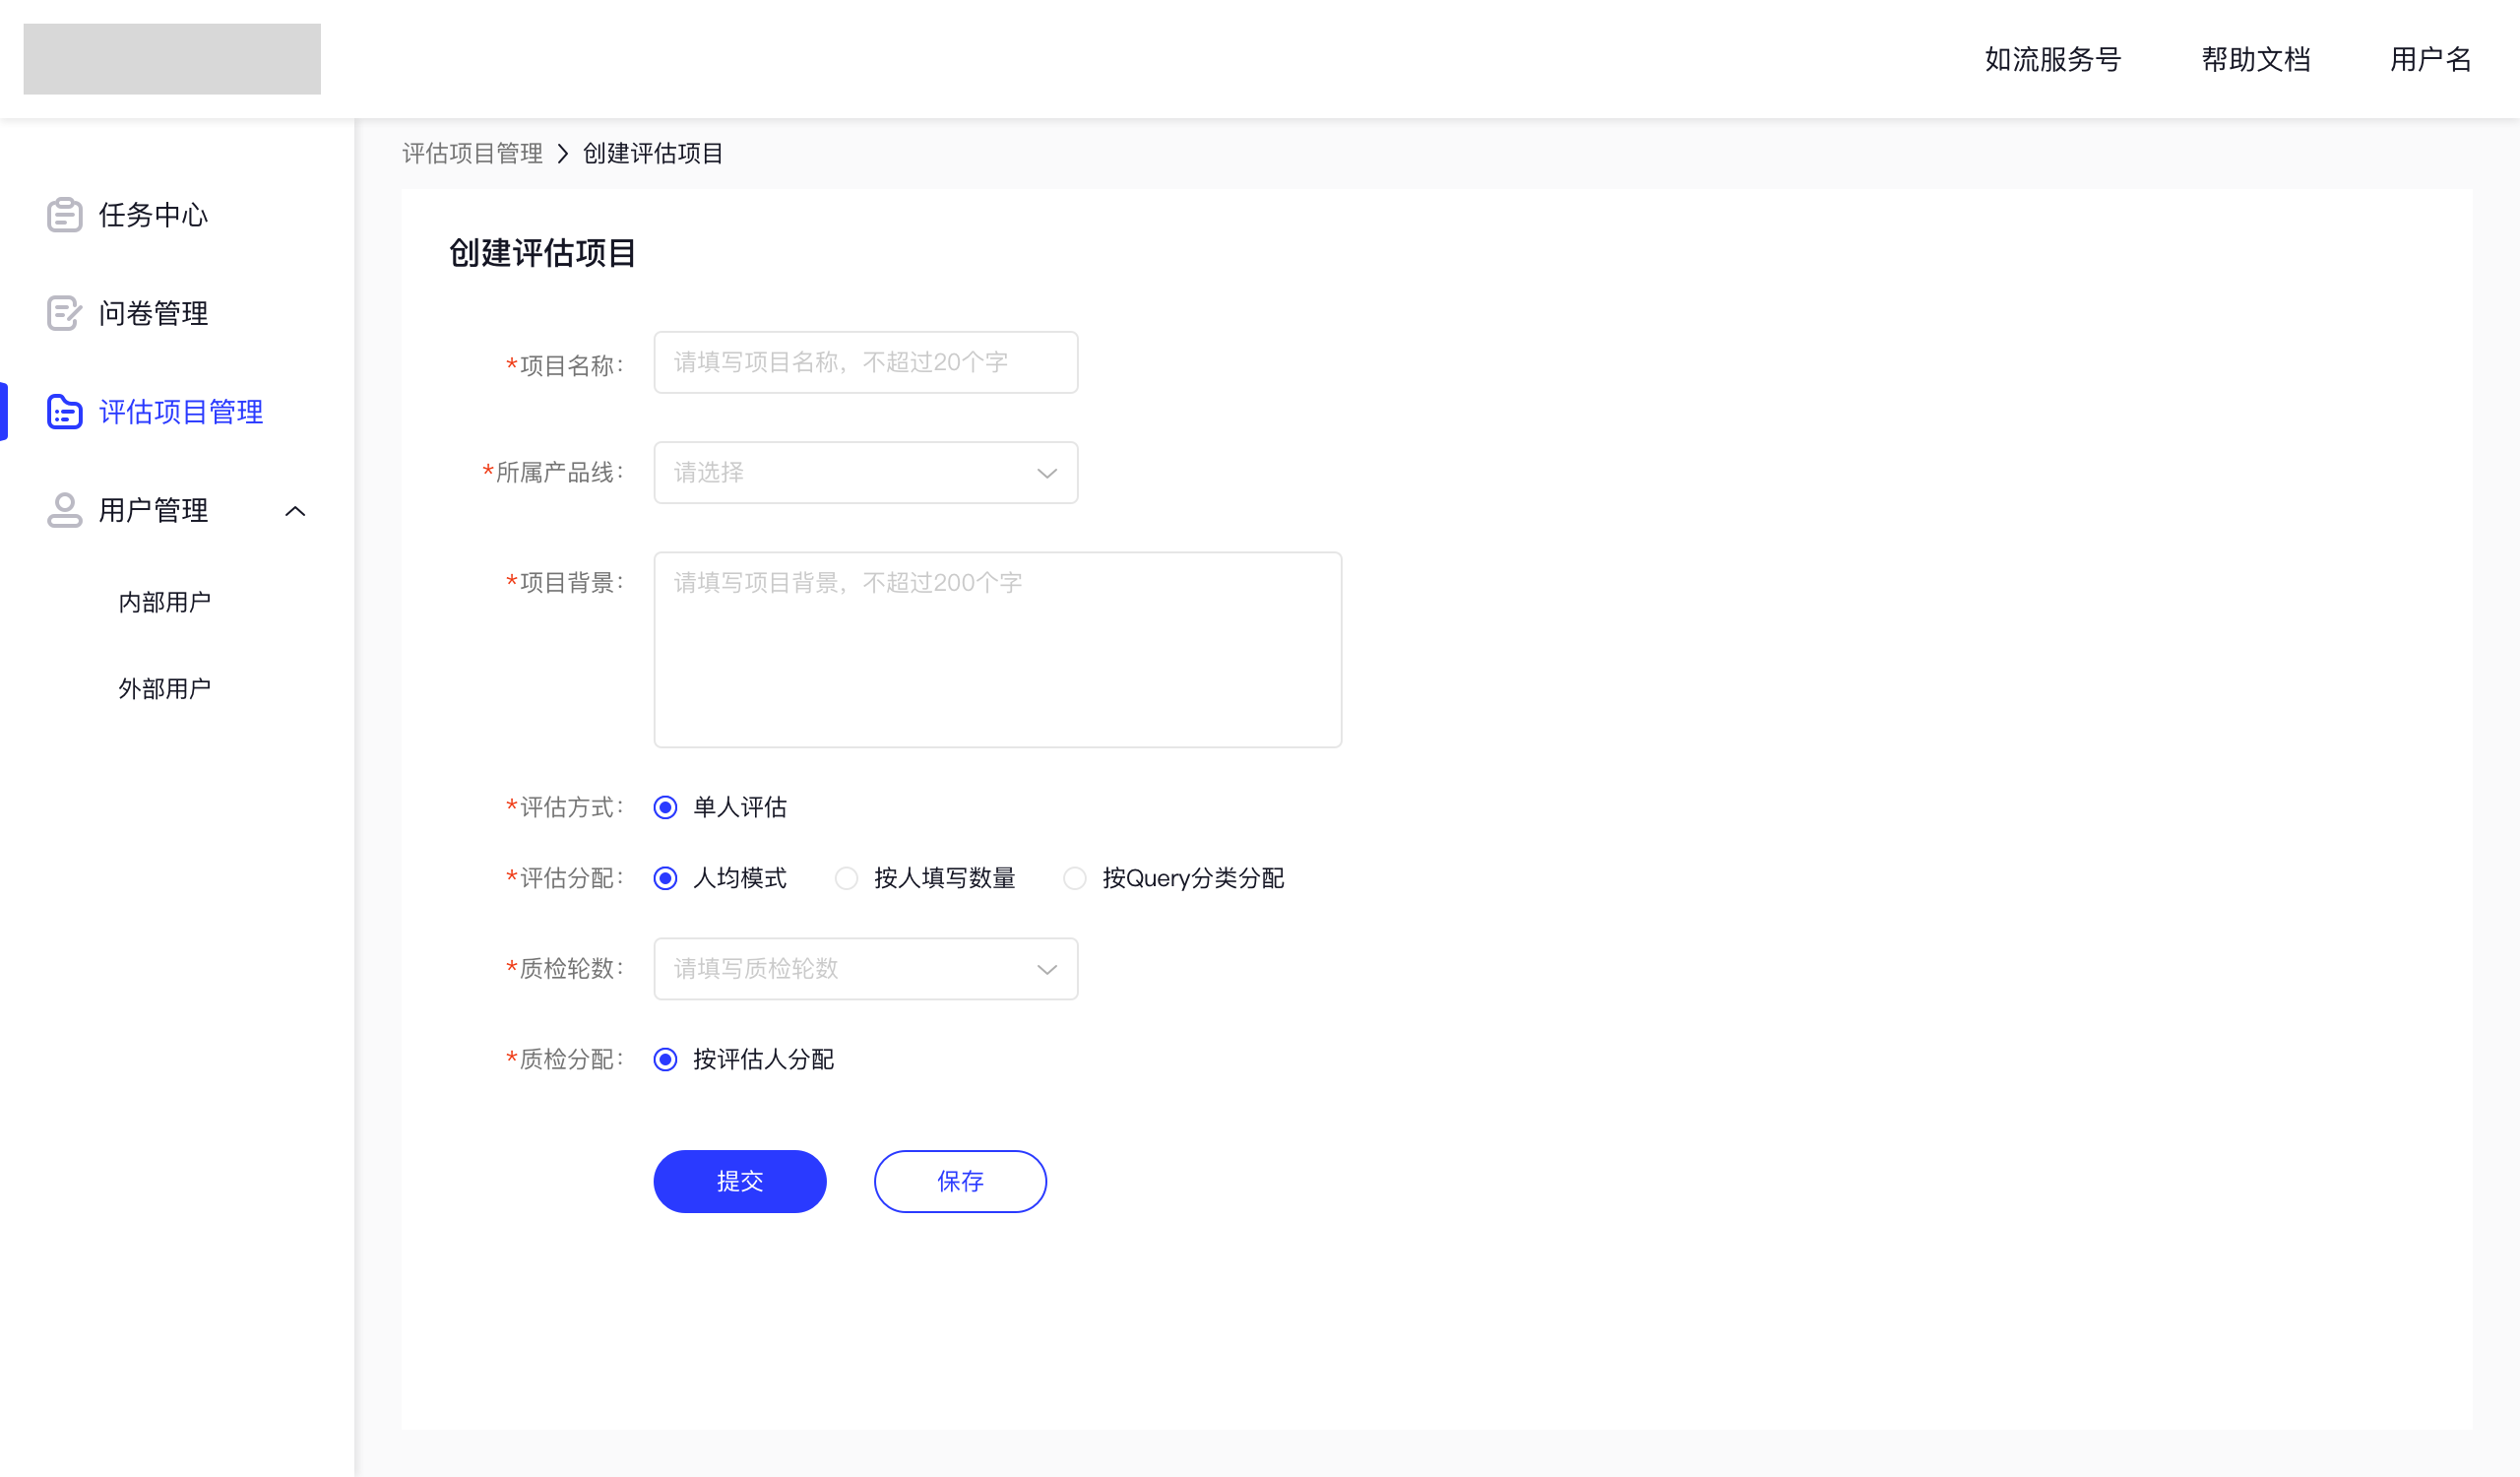 如流服务号 帮助文档 用户名
任务中心
问卷管理
评估项目管理
用户管理
内部用户
外部用户
评估项目管理 > 创建评估项目
创建评估项目
*项目名称: 请填写项目名称，不超过20个字
*所属产品线: 请选择
*项目背景: 请填写项目背景，不超过200个字
*评估方式: 单人评估
*评估分配: 人均模式 按人填写数量 按Query分类分配
*质检轮数: 请填写质检轮数
*质检分配: 按评估人分配
提交 保存